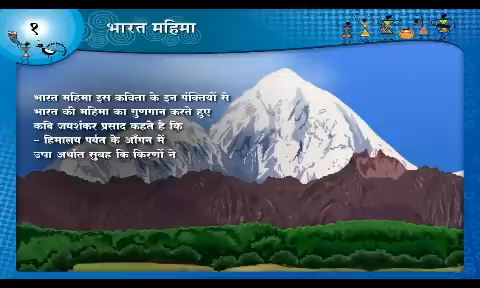 १
भारत महिमा
भारत महिमा इस कविता के इन पंक्तियों से
भारत की महिमा का गुणगान करते हुए
कवि जयशंकर प्रसाद कहते है कि
- हिमालय पर्वत के आँगन में
उषा अर्थात सुबह कि किरणों ने